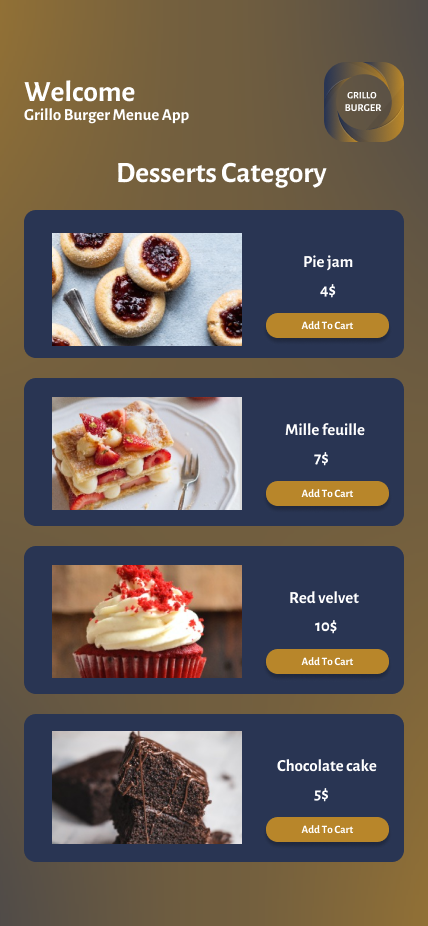 Welcome
Grillo Burger Menue App
GRILLO
BURGER
Desserts Category
Pie jam
4$
Add To Cart
Mille feuille
7$
Add To Cart
Red velvet
10$
Add To Cart
Chocolate cake
5$
Add To Cart